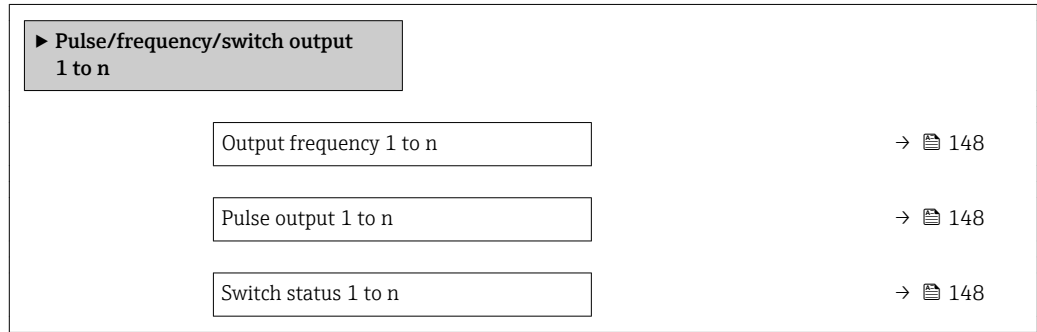 ▶ Pulse/frequency/switch output
1 to n
Output frequency 1 to n → 148
Pulse output 1 to n → 148
Switch status 1 to n → 148